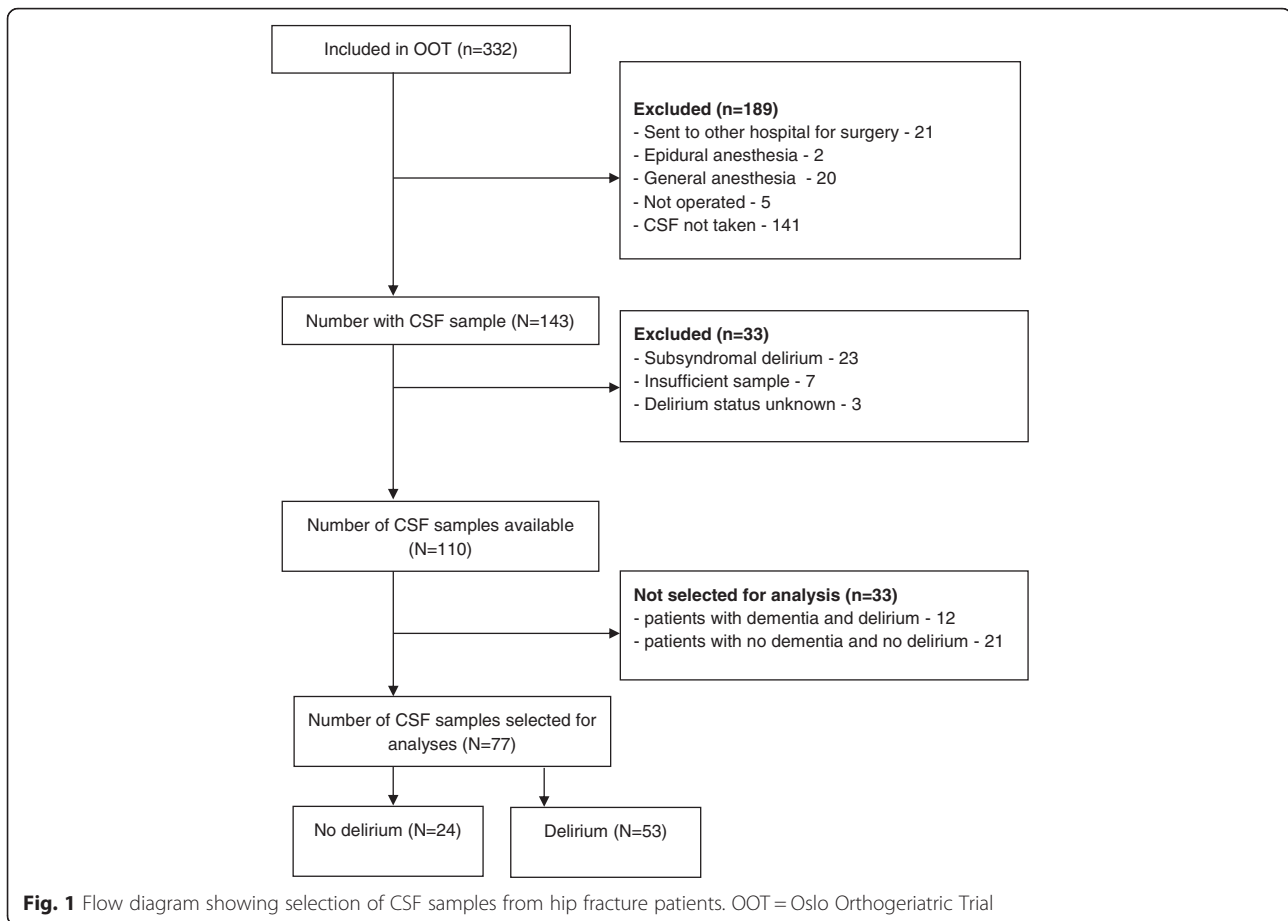 Included in OOT (n=332)
Excluded (n=189)
- Sent to other hospital for surgery - 21
- Epidural anesthesia - 2
- General anesthesia - 20
- Not operated - 5
- CSF not taken - 141
Number with CSF sample (N=143)
Excluded (n=33)
- Subsyndromal delirium - 23
- Insufficient sample - 7
- Delirium status unknown - 3
Number of CSF samples available
(N=110)
Not selected for analysis (n=33)
- patients with dementia and delirium - 12
- patients with no dementia and no delirium - 21
Number of CSF samples selected for
analyses (N=77)
No delirium (N=24)
Delirium (N=53)
Fig. 1 Flow diagram showing selection of CSF samples from hip fracture patients. OOT = Oslo Orthogeriatric Trial